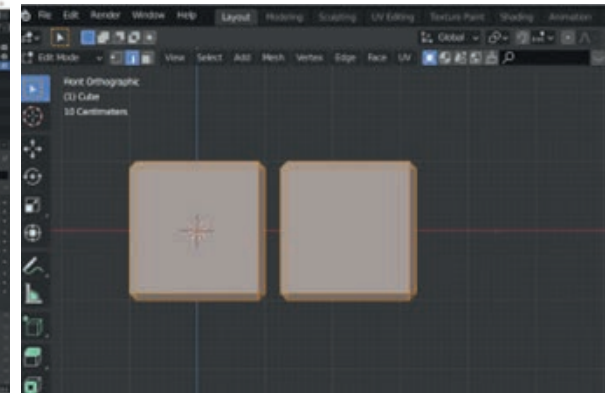 File Edit Render Window Help Layout Modeling Sculpting UV Editing Texture Paint Shading Animation
Global
Edit Mode View Select Add Mesh Vertex Edge Face UV
Front Orthographic
(1) Cube
10 Centimeters